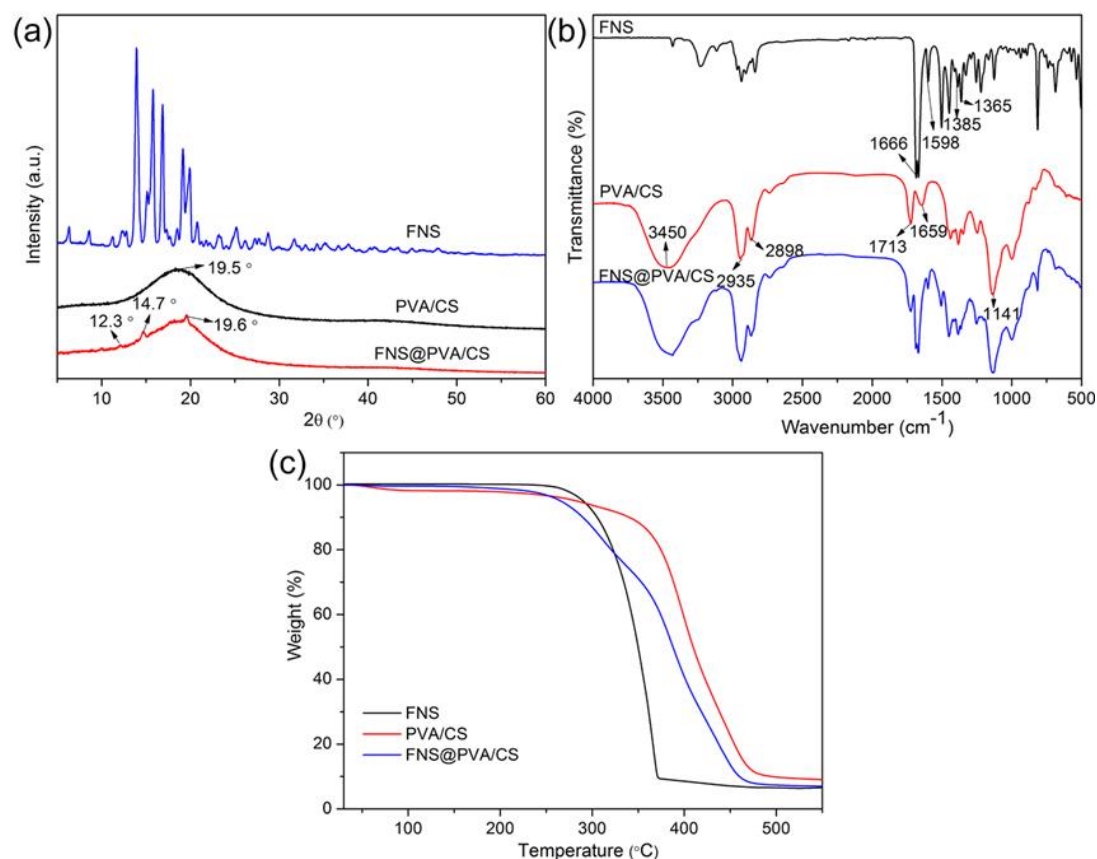 (a)
Intensity (a.u.)
FNS
19.5 °
PVA/CS
14.7 °
12.3 °
19.6 °
FNS@PVA/CS
10 20 30 40 50 60
2θ (°)
(b)
Transmittance (%)
FNS
1365
1385
1598
1666
PVA/CS
3450
1659
1713
2898
FNS@PVA/CS
2935
1141
4000 3500 3000 2500 2000 1500 1000 500
Wavenumber (cm-1)
(c)
Weight (%)
100
80
60
40
20
0
FNS
PVA/CS
FNS@PVA/CS
100 200 300 400 500
Temperature (°C)